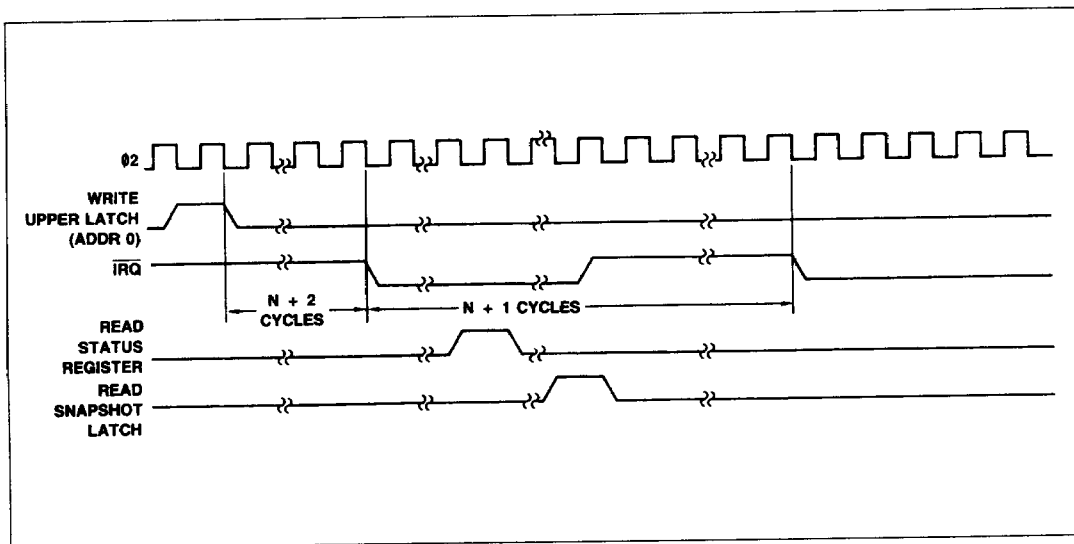 φ2
WRITE
UPPER LATCH
(ADDR 0)
IRQ
N + 2
CYCLES
N + 1 CYCLES
READ
STATUS
REGISTER
READ
SNAPSHOT
LATCH